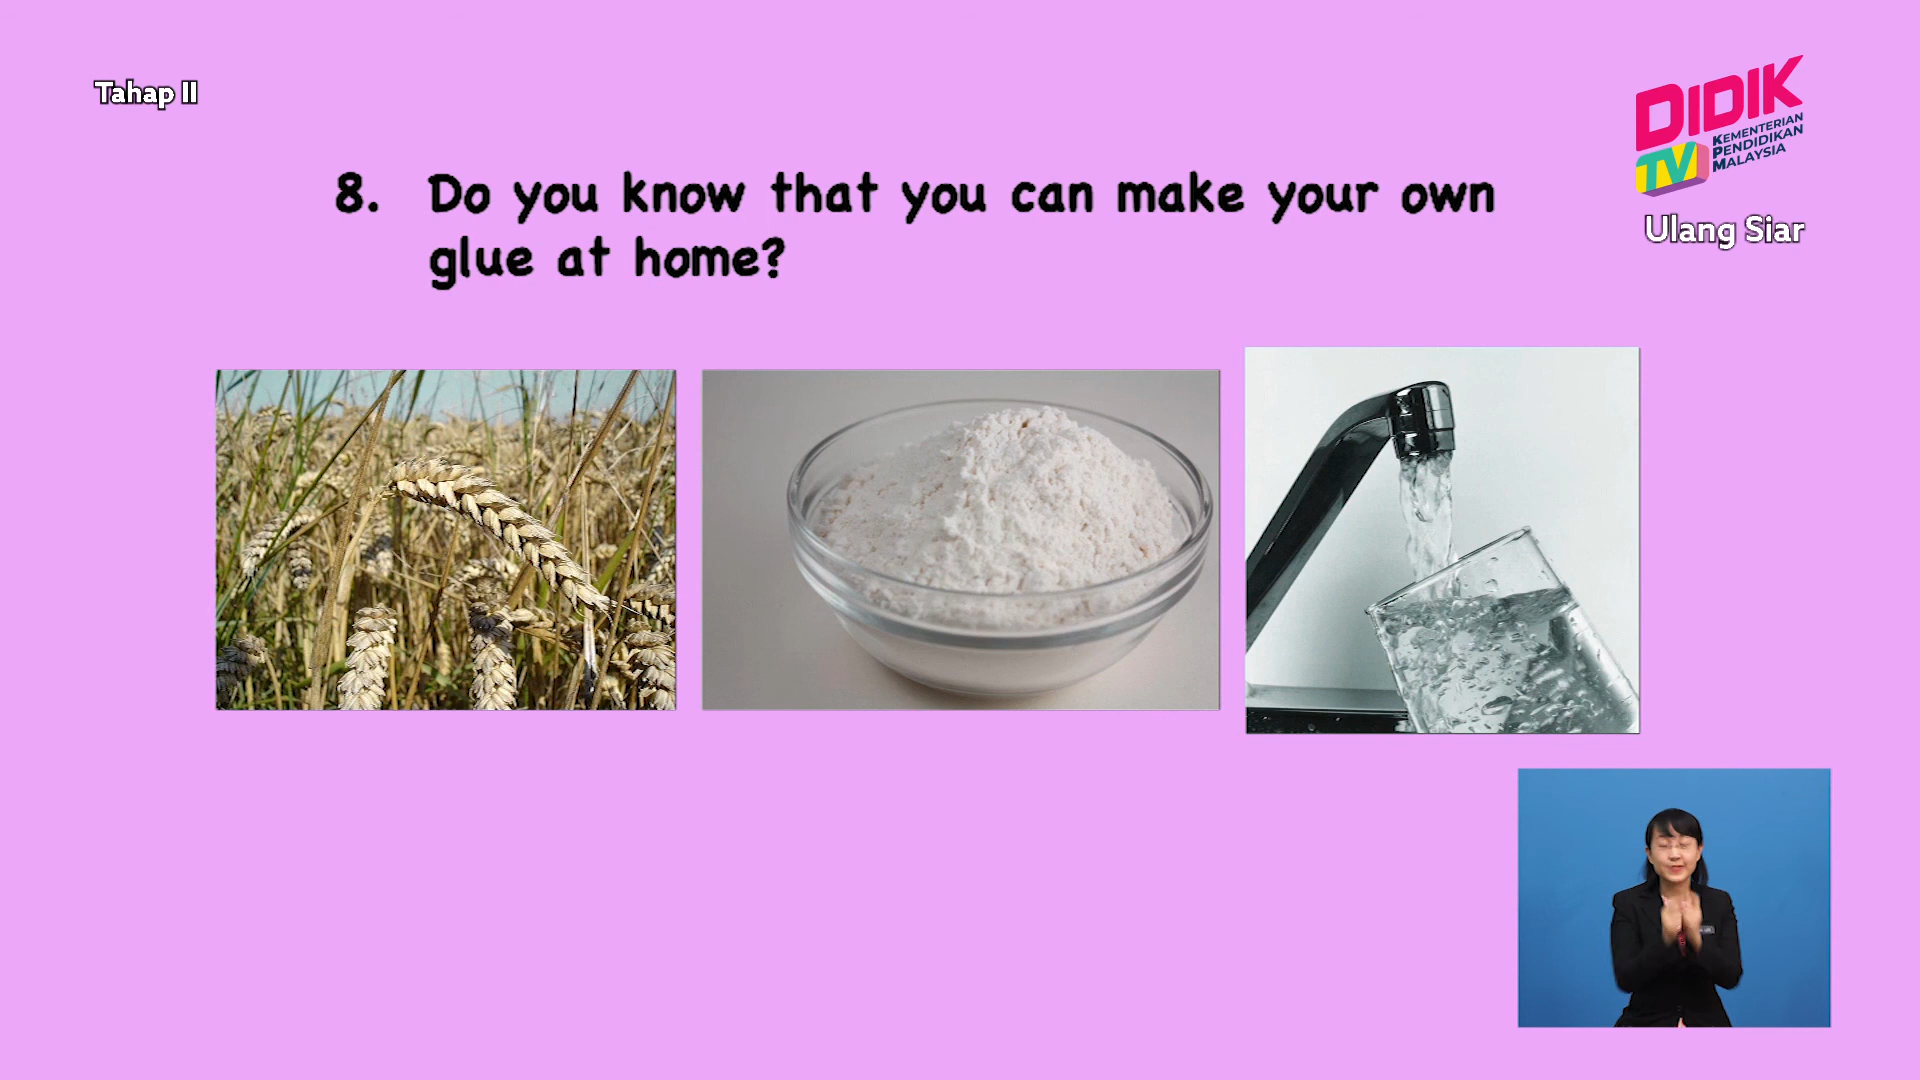 Tahap II
DIDIK
TV
KEMENTERIAN
PENDIDIKAN
MALAYSIA
Ulang Siar
8. Do you know that you can make your own
glue at home?